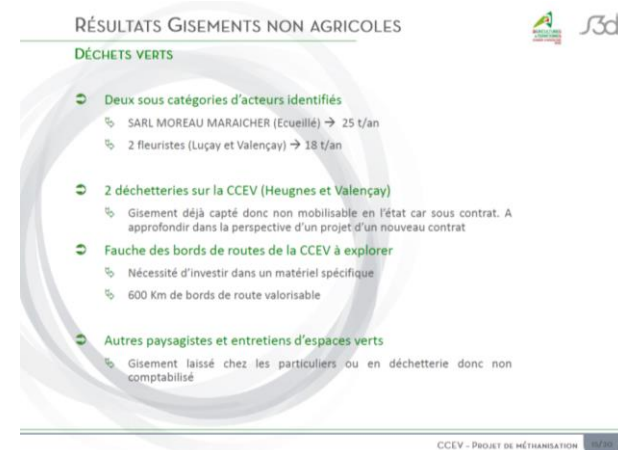 RÉSULTATS GISEMENTS NON AGRICOLES
DÉCHETS VERTS
Deux sous catégories d'acteurs identifiés
SARL MOREAU MARAICHER (Ecueillé) → 25 t/an
2 fleuristes (Luçay et Valençay) → 18 t/an
2 déchetteries sur la CCEV (Heugnes et Valençay)
Gisement déjà capté donc non mobilisable en l'état car sous contrat. A
approfondir dans la perspective d'un projet d'un nouveau contrat
Fauche des bords de routes de la CCEV à explorer
Nécessité d'investir dans un matériel spécifique
600 Km de bords de route valorisable
Autres paysagistes et entretiens d'espaces verts
Gisement laissé chez les particuliers ou en déchetterie donc non
comptabilisé
CCEV - PROJET DE MÉTHANISATION